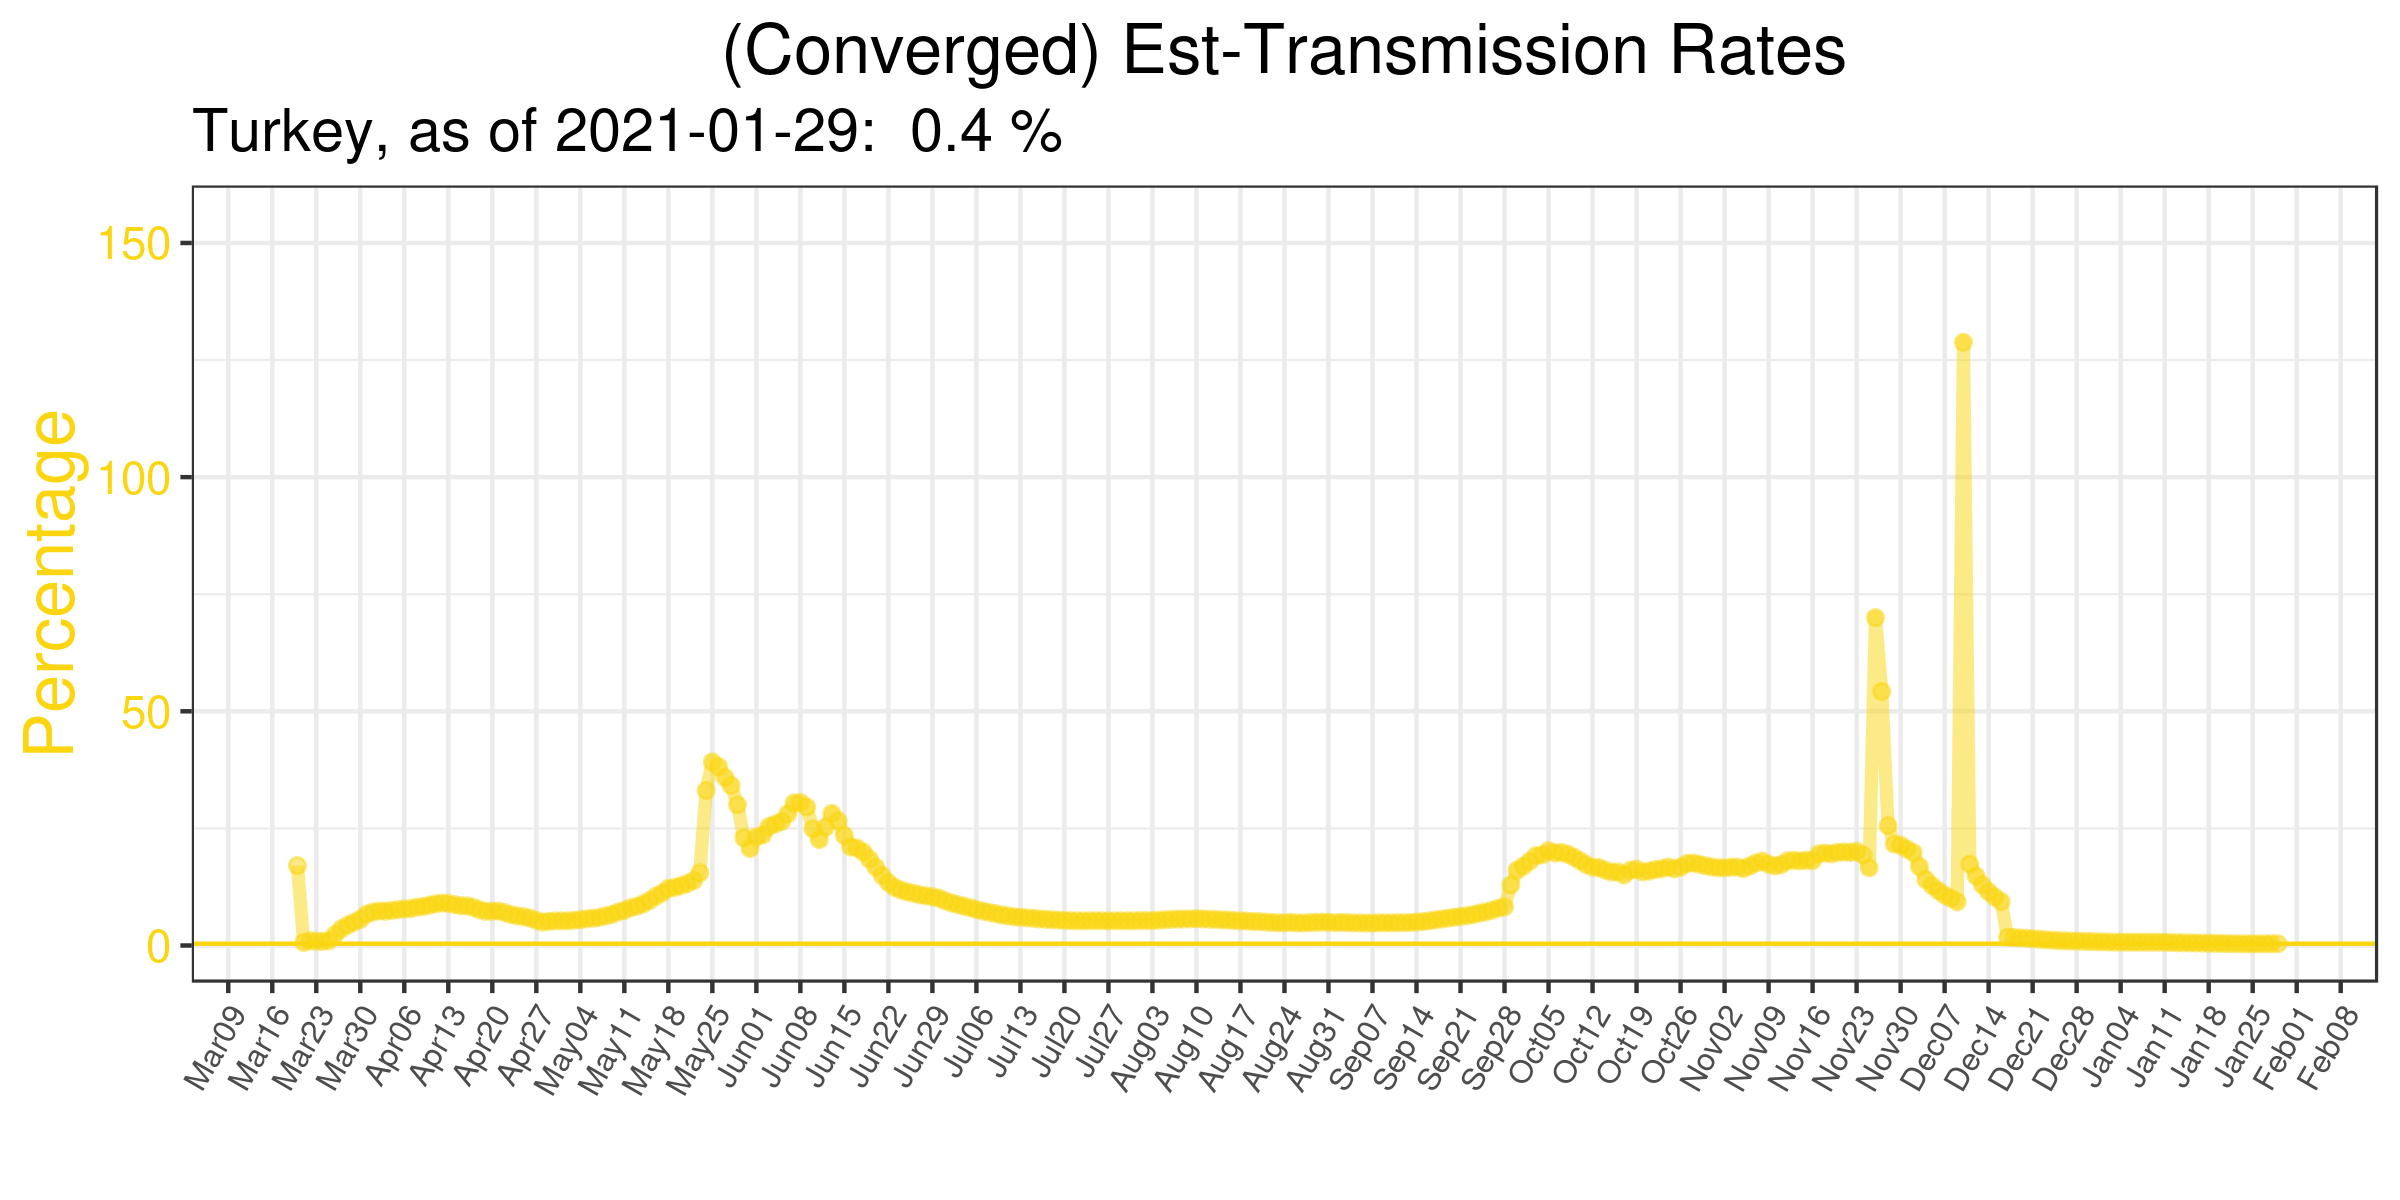 (Converged) Est-Transmission Rates
Turkey, as of 2021-01-29:  0.4 %
Percentage
150
100
50
0
Mar09 Mar16 Mar23 Mar30 Apr06 Apr13 Apr20 Apr27 May04 May11 May18 May25 Jun01 Jun08 Jun15 Jun22 Jun29 Jul06 Jul13 Jul20 Jul27 Aug03 Aug10 Aug17 Aug24 Aug31 Sep07 Sep14 Sep21 Sep28 Oct05 Oct12 Oct19 Oct26 Nov02 Nov09 Nov16 Nov23 Nov30 Dec07 Dec14 Dec21 Dec28 Jan04 Jan11 Jan18 Jan25 Feb01 Feb08